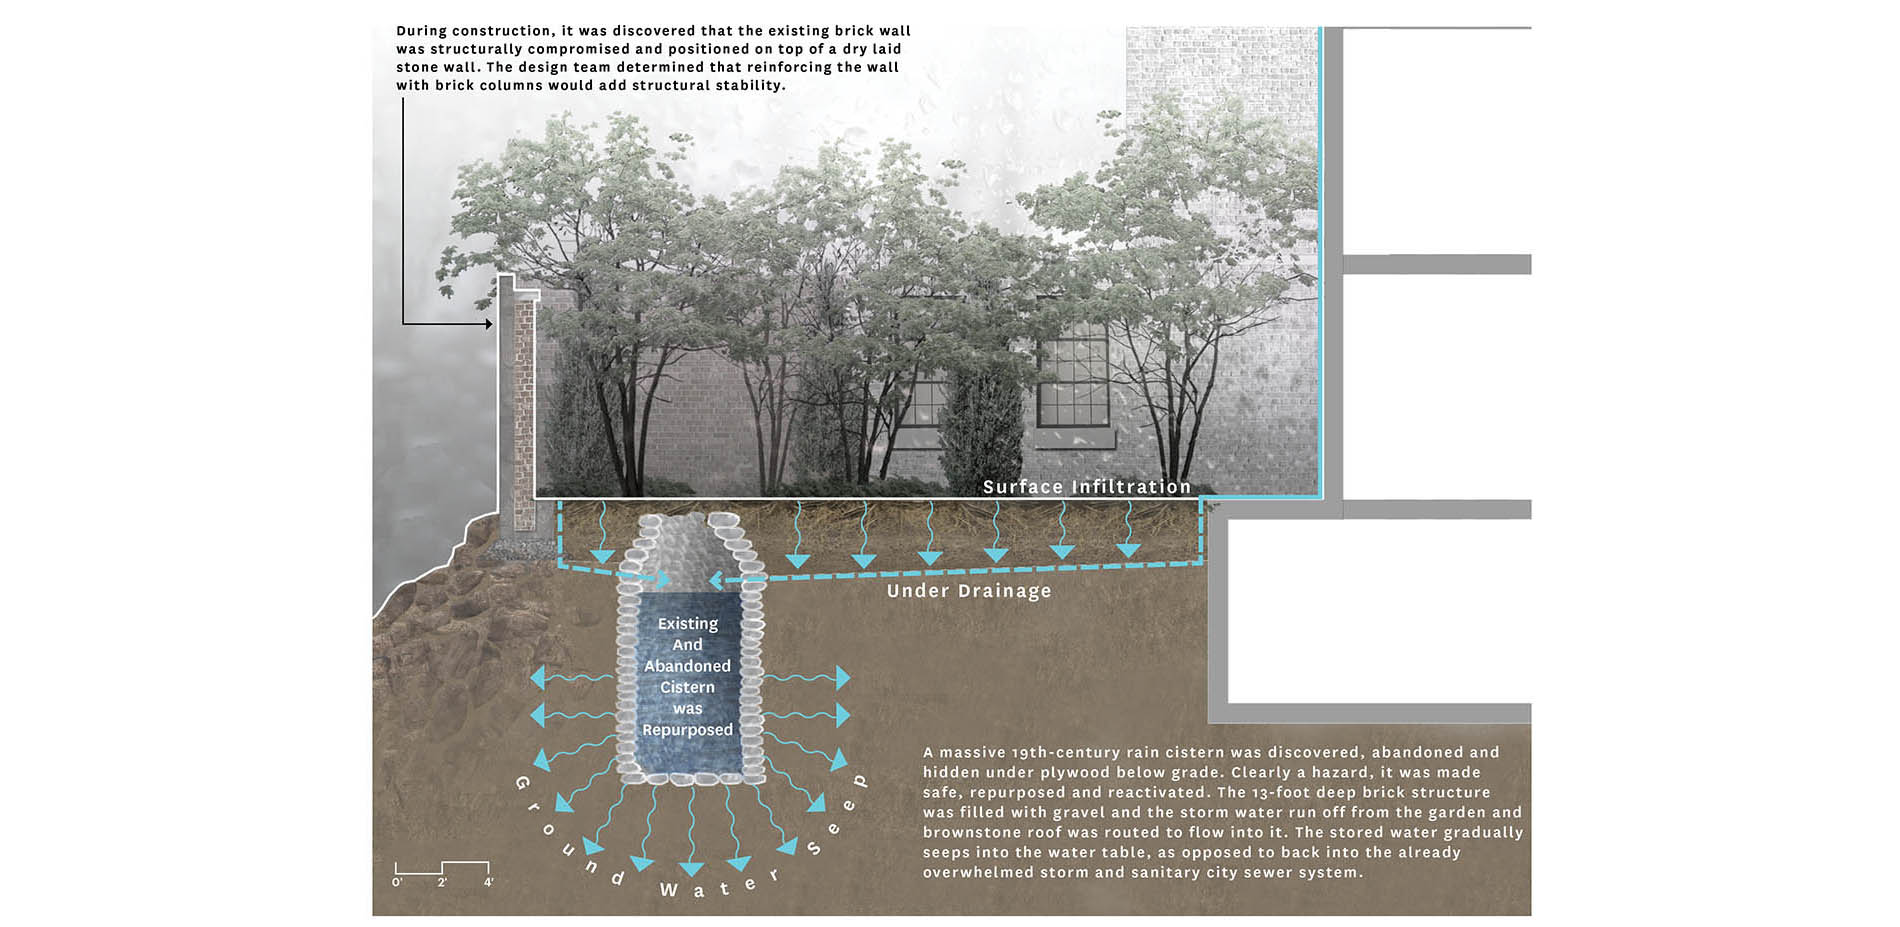 During construction, it was discovered that the existing brick wall
was structurally compromised and positioned on top of a dry laid
stone wall. The design team determined that reinforcing the wall
with brick columns would add structural stability.
Surface Infiltration
Under Drainage
Existing
And
Abandoned
Cistern
was
Repurposed
Ground Water Seep
A massive 19th-century rain cistern was discovered, abandoned and
hidden under plywood below grade. Clearly a hazard, it was made
safe, repurposed and reactivated. The 13-foot deep brick structure
was filled with gravel and the storm water run off from the garden and
brownstone roof was routed to flow into it. The stored water gradually
seeps into the water table, as opposed to back into the already
overwhelmed storm and sanitary city sewer system.
0' 2' 4'